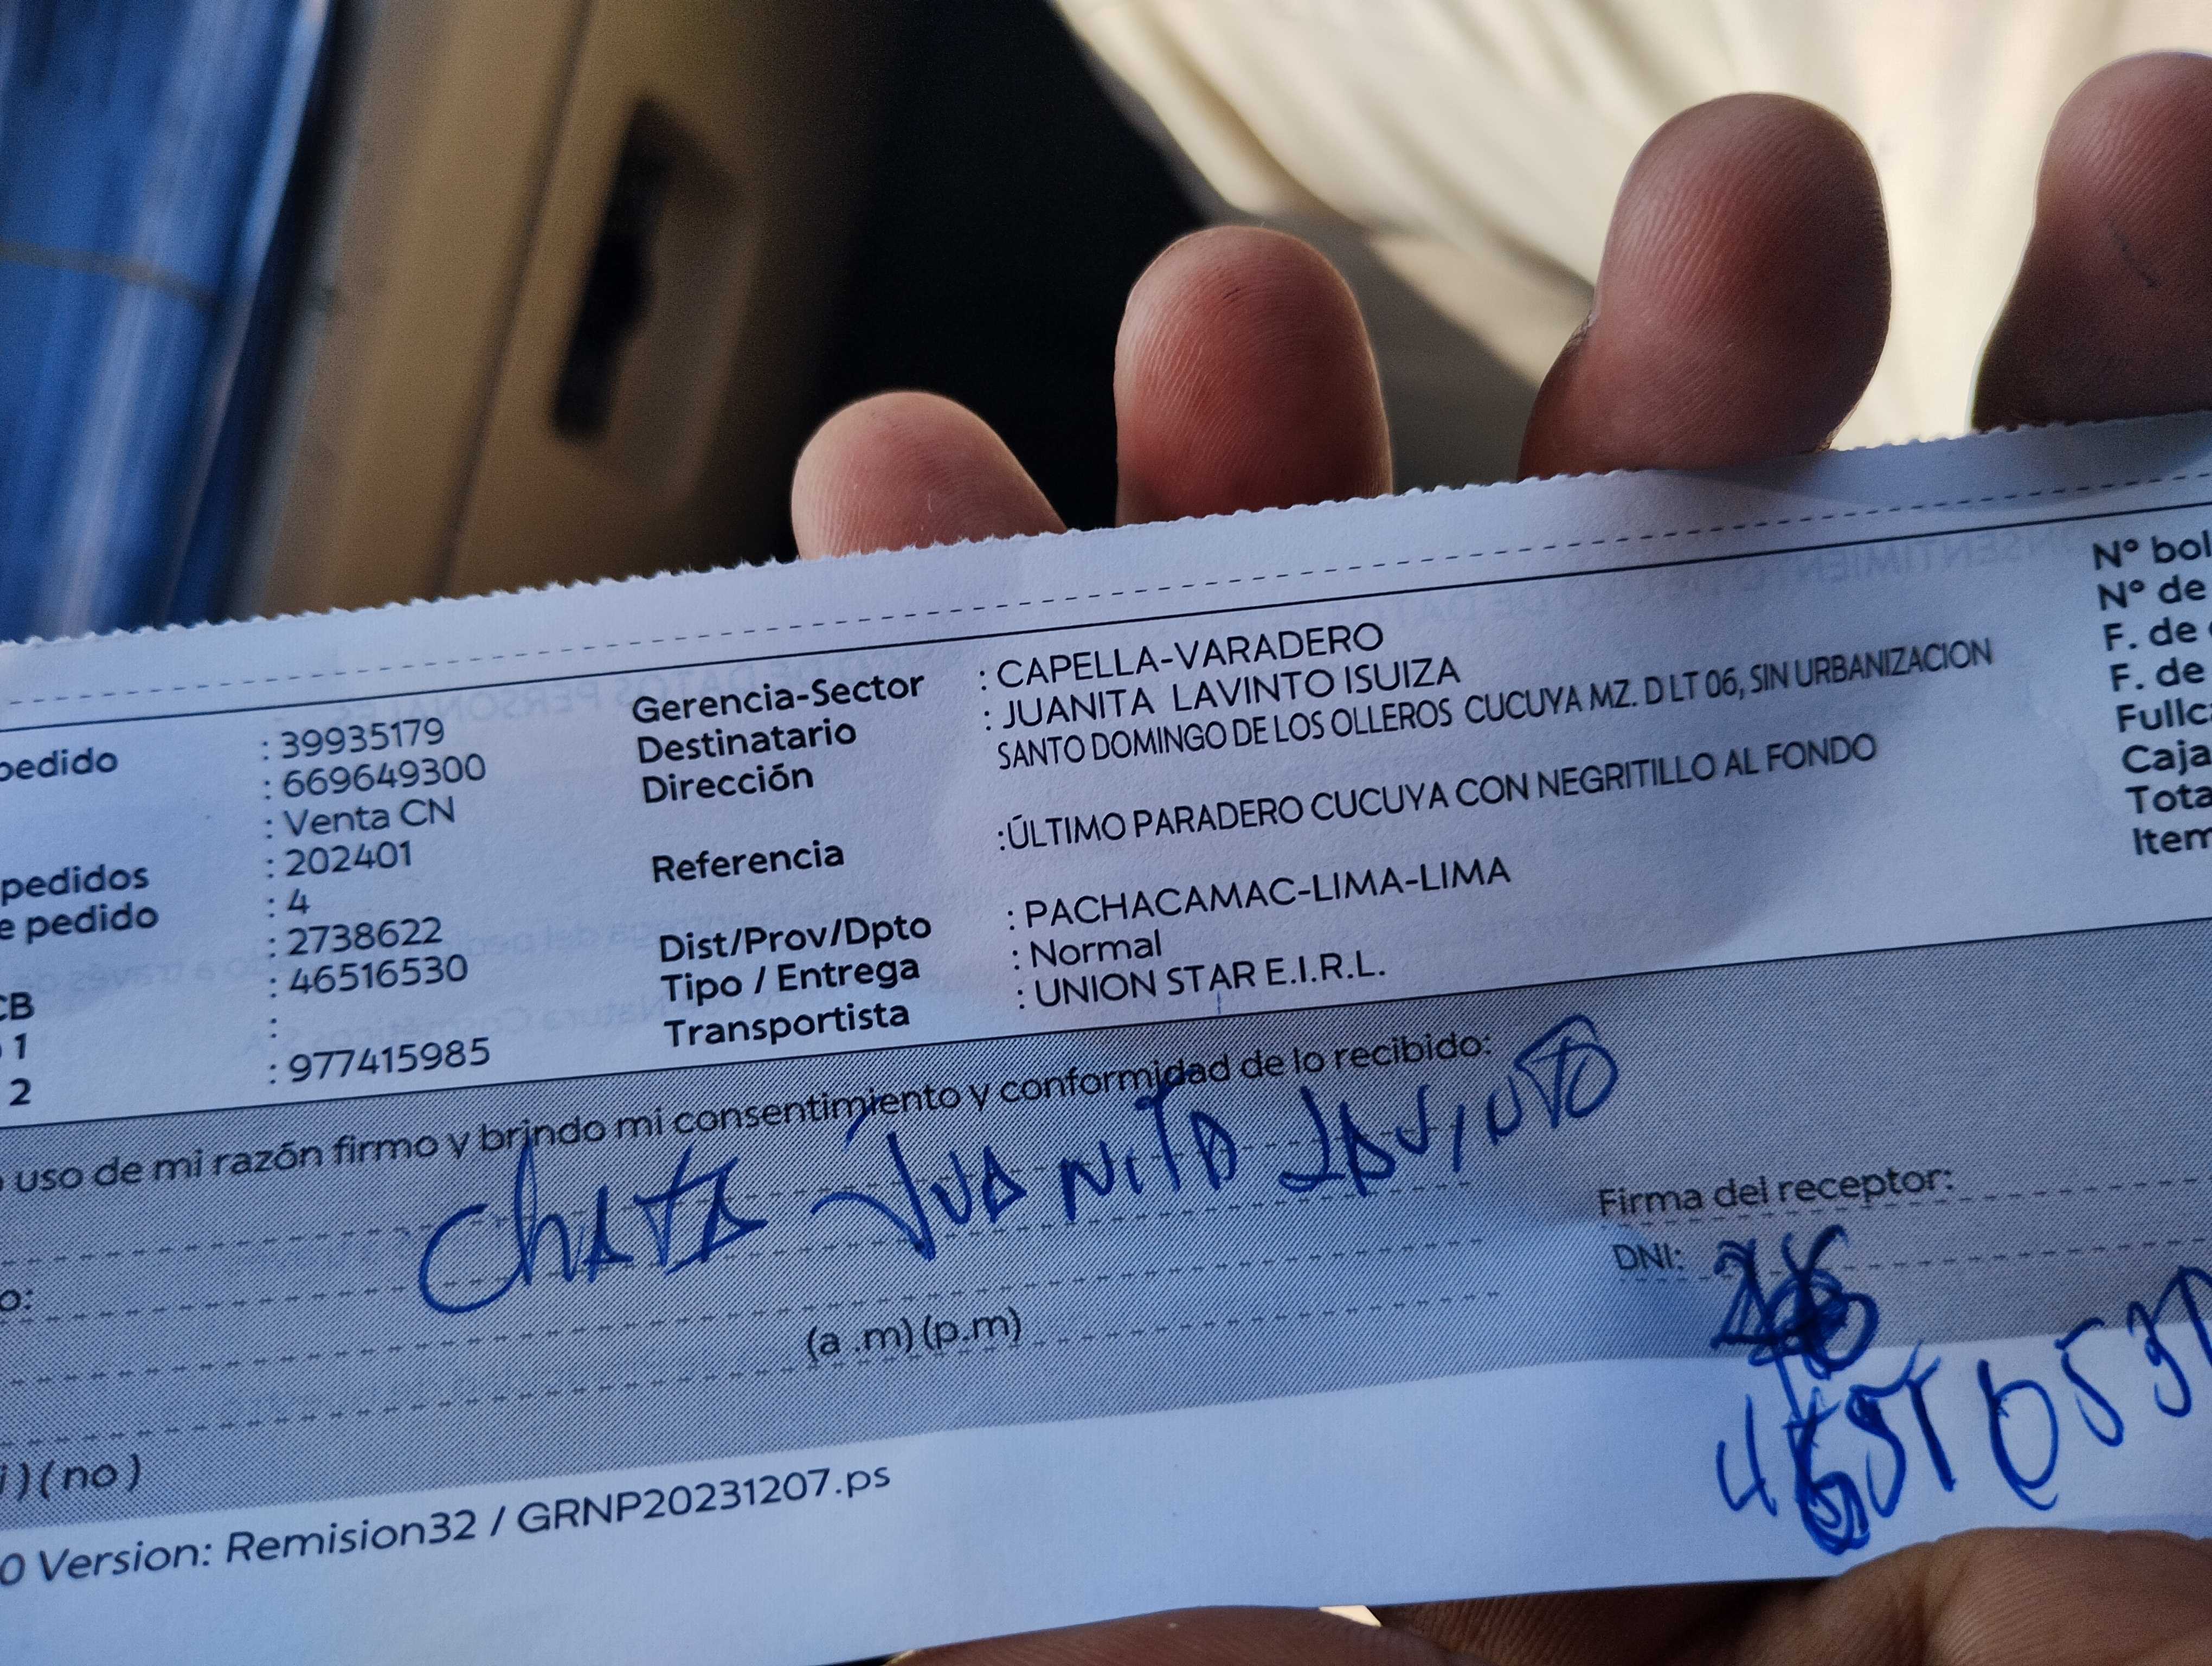 pedido : 39935179
: 669649300
: Venta CN
pedidos : 202401
e pedido : 4
: 2738622
CB : 46516530
1 :
2 : 977415985
Gerencia-Sector : CAPELLA-VARADERO
Destinatario : JUANITA LAVINTO ISUIZA
Dirección SANTO DOMINGO DE LOS OLLEROS CUCUYA MZ. D LT 06, SIN URBANIZACION
Referencia :ÚLTIMO PARADERO CUCUYA CON NEGRITILLO AL FONDO
Dist/Prov/Dpto : PACHACAMAC-LIMA-LIMA
Tipo / Entrega : Normal
Transportista : UNION STAR E.I.R.L.
Nº bol
Nº de
F. de
F. de
Fullc
Caja
Tota
Item
uso de mi razón firmo y brindo mi consentimiento y conformidad de lo recibido:
ChATA JUANITA LAVINTO
o:
(a .m) (p.m)
Firma del receptor:
DNI:
i ) ( no )
0 Version: Remision32 / GRNP20231207.ps